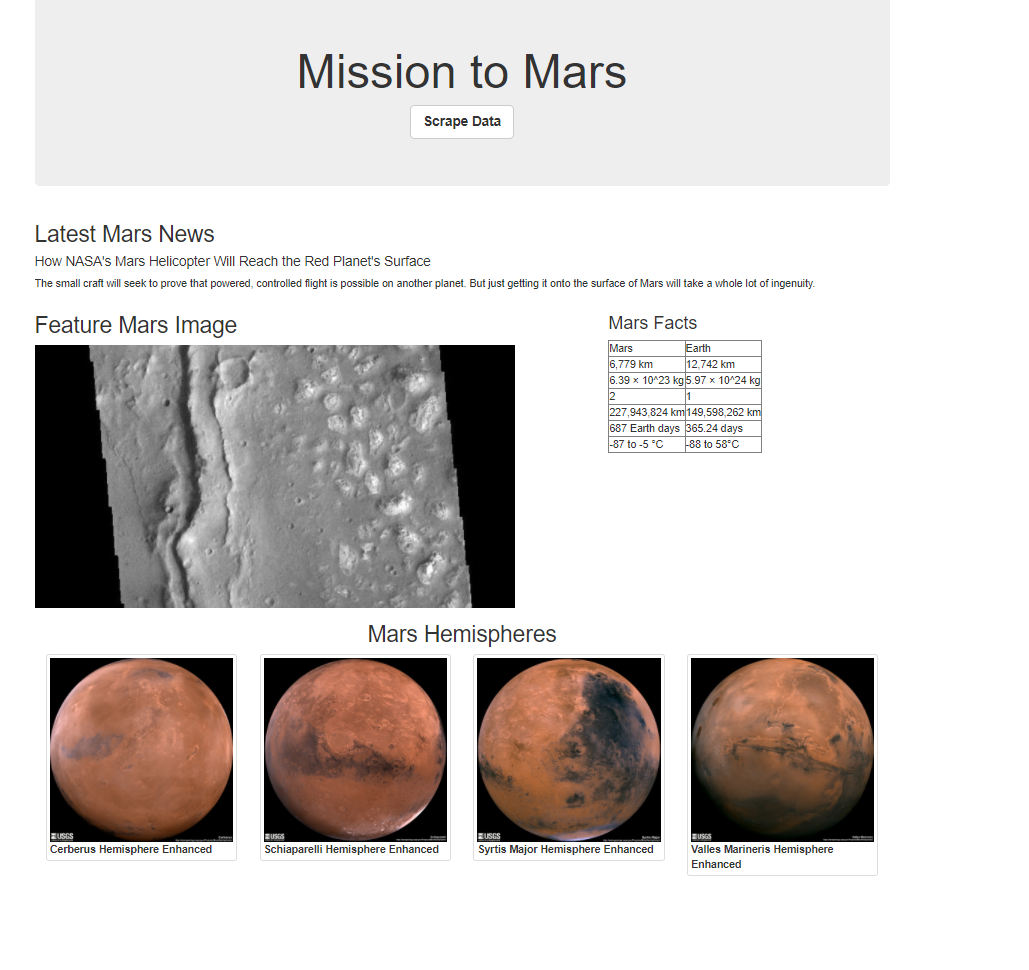 Mission to Mars
Scrape Data
Latest Mars News
How NASA's Mars Helicopter Will Reach the Red Planet's Surface
The small craft will seek to prove that powered, controlled flight is possible on another planet. But just getting it onto the surface of Mars will take a whole lot of ingenuity.
Feature Mars Image
Mars Facts
Mars Earth
6,779 km 12,742 km
6.39 × 10^23 kg 5.97 × 10^24 kg
2 1
227,943,824 km 149,598,262 km
687 Earth days 365.24 days
-87 to -5 °C -88 to 58°C
Mars Hemispheres
USGS
Cerberus Hemisphere Enhanced
USGS
Schiaparelli Hemisphere Enhanced
USGS
Syrtis Major Hemisphere Enhanced
USGS
Valles Marineris Hemisphere
Enhanced